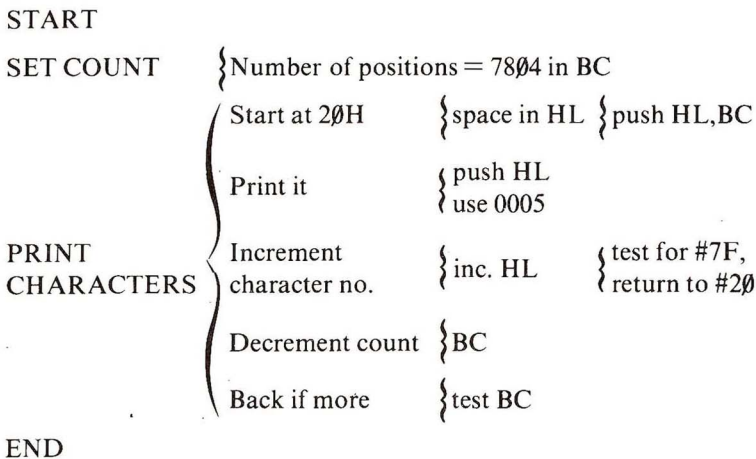 START
SET COUNT Number of positions = 78Ø4 in BC
Start at 2ØH space in HL push HL,BC
Print it push HL
use 0005
PRINT CHARACTERS
Increment character no. inc. HL test for #7F, return to #2Ø
Decrement count BC
Back if more test BC
END